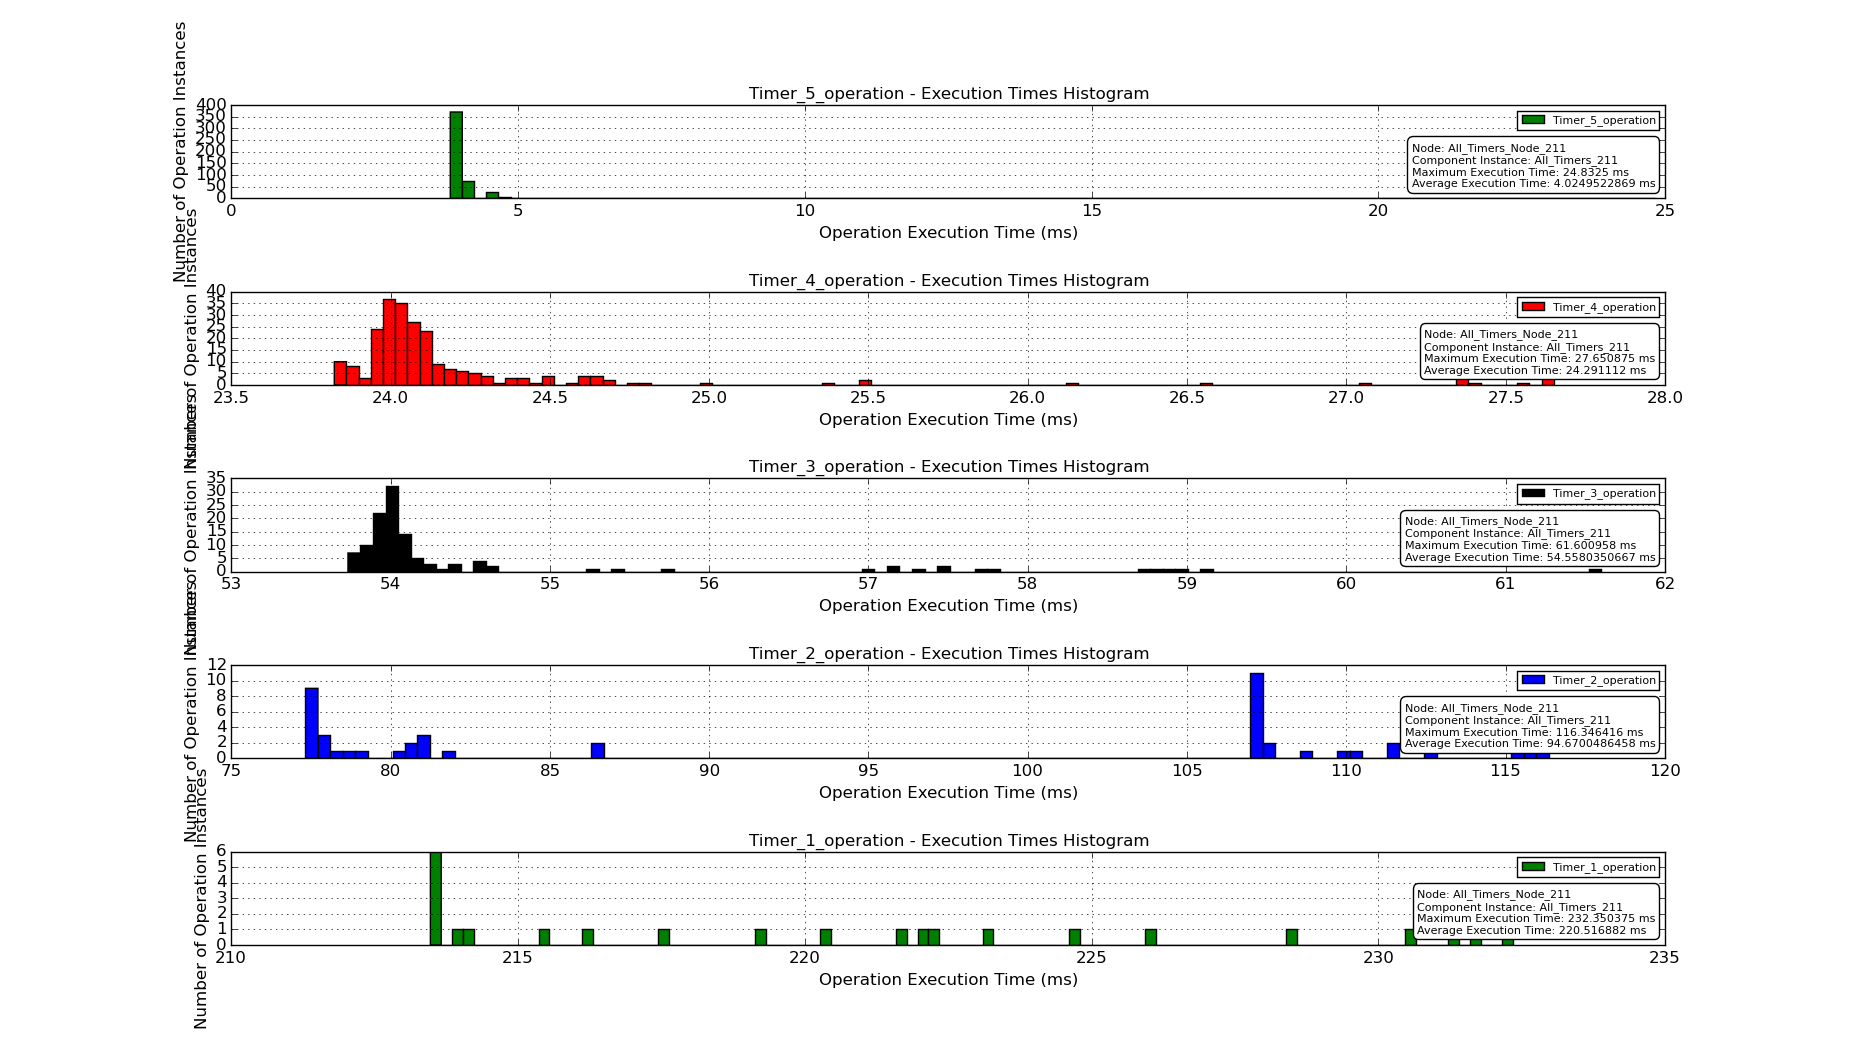 Timer_5_operation - Execution Times Histogram
Number of Operation Instances
400
350
300
250
200
150
100
50
0
Timer_5_operation
Node: All_Timers_Node_211
Component Instance: All_Timers_211
Maximum Execution Time: 24.8325 ms
Average Execution Time: 4.0249522869 ms
0 5 10 15 20 25
Operation Execution Time (ms)
Timer_4_operation - Execution Times Histogram
Number of Operation Instances
40
35
30
25
20
15
10
5
0
Timer_4_operation
Node: All_Timers_Node_211
Component Instance: All_Timers_211
Maximum Execution Time: 27.650875 ms
Average Execution Time: 24.291112 ms
23.5 24.0 24.5 25.0 25.5 26.0 26.5 27.0 27.5 28.0
Operation Execution Time (ms)
Timer_3_operation - Execution Times Histogram
Number of Operation Instances
35
30
25
20
15
10
5
0
Timer_3_operation
Node: All_Timers_Node_211
Component Instance: All_Timers_211
Maximum Execution Time: 61.600958 ms
Average Execution Time: 54.5580350667 ms
53 54 55 56 57 58 59 60 61 62
Operation Execution Time (ms)
Timer_2_operation - Execution Times Histogram
Number of Operation Instances
12
10
8
6
4
2
0
Timer_2_operation
Node: All_Timers_Node_211
Component Instance: All_Timers_211
Maximum Execution Time: 116.346416 ms
Average Execution Time: 94.6700486458 ms
75 80 85 90 95 100 105 110 115 120
Operation Execution Time (ms)
Timer_1_operation - Execution Times Histogram
Number of Operation Instances
6
5
4
3
2
1
0
Timer_1_operation
Node: All_Timers_Node_211
Component Instance: All_Timers_211
Maximum Execution Time: 232.350375 ms
Average Execution Time: 220.516882 ms
210 215 220 225 230 235
Operation Execution Time (ms)